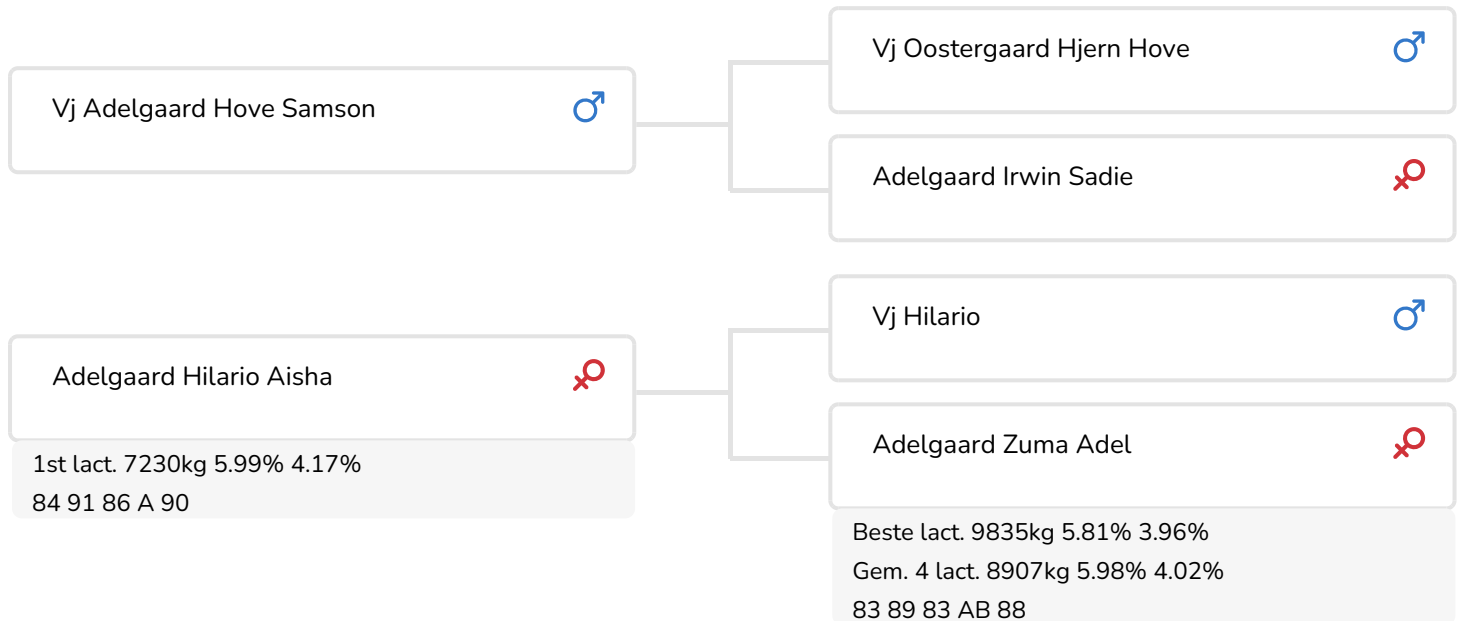 Vj Adelgaard Hove Samson
Vj Oostergaard Hjern Hove
Adelgaard Irwin Sadie
Adelgaard Hilario Aisha
1st lact. 7230kg 5.99% 4.17%
84 91 86 A 90
Vj Hilario
Adelgaard Zuma Adel
Beste lact. 9835kg 5.81% 3.96%
Gem. 4 lact. 8907kg 5.98% 4.02%
83 89 83 AB 88